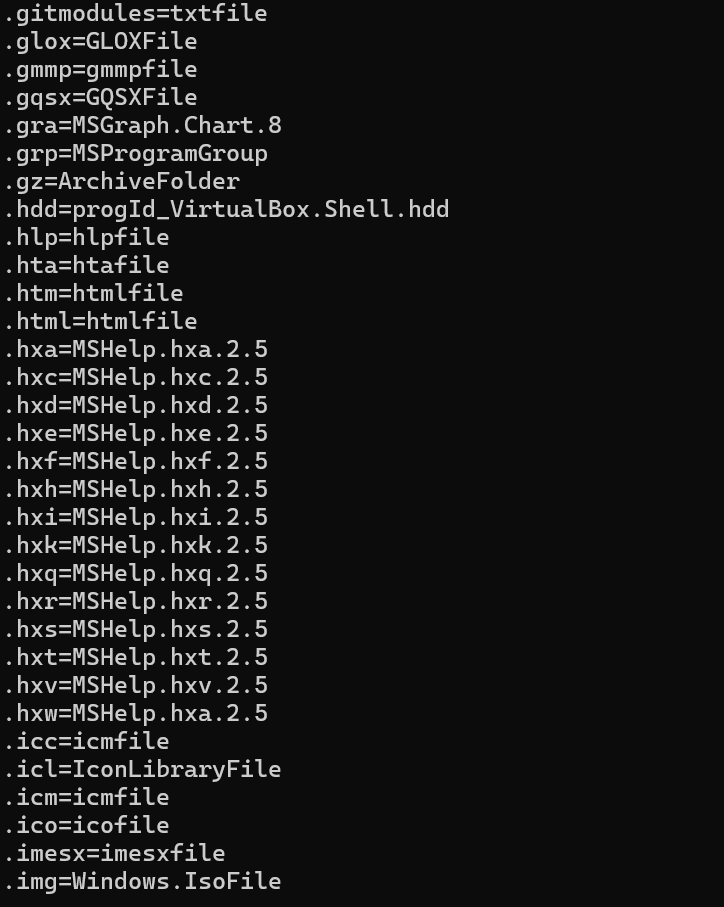 .gitmodules=txtfile
.glox=GLOXFile
.gmmp=gmmpfile
.gqsx=GQSXFile
.gra=MSGraph.Chart.8
.grp=MSProgramGroup
.gz=ArchiveFolder
.hdd=progId_VirtualBox.Shell.hdd
.hlp=hlpfile
.hta=htafile
.htm=htmlfile
.html=htmlfile
.hxa=MSHelp.hxa.2.5
.hxc=MSHelp.hxc.2.5
.hxd=MSHelp.hxd.2.5
.hxe=MSHelp.hxe.2.5
.hxf=MSHelp.hxf.2.5
.hxh=MSHelp.hxh.2.5
.hxi=MSHelp.hxi.2.5
.hxk=MSHelp.hxk.2.5
.hxq=MSHelp.hxq.2.5
.hxr=MSHelp.hxr.2.5
.hxs=MSHelp.hxs.2.5
.hxt=MSHelp.hxt.2.5
.hxv=MSHelp.hxv.2.5
.hxw=MSHelp.hxa.2.5
.icc=icmfile
.icl=IconLibraryFile
.icm=icmfile
.ico=icofile
.imesx=imesxfile
.img=Windows.IsoFile